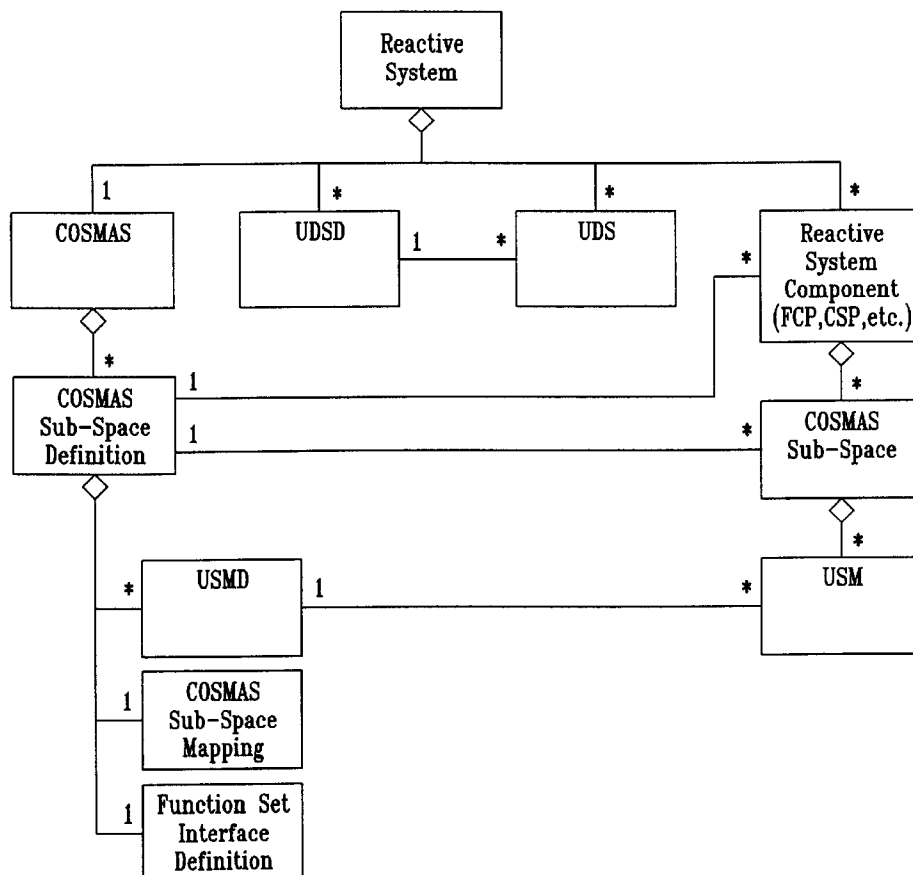 Reactive
System
1
*
*
*
COSMAS
UDSD
1
*
UDS
Reactive
System
Component
(FCP,CSP,etc.)
*
*
1
*
COSMAS
Sub-Space
Definition
1
*
COSMAS
Sub-Space
*
*
USMD
1
*
USM
1
COSMAS
Sub-Space
Mapping
1
Function Set
Interface
Definition